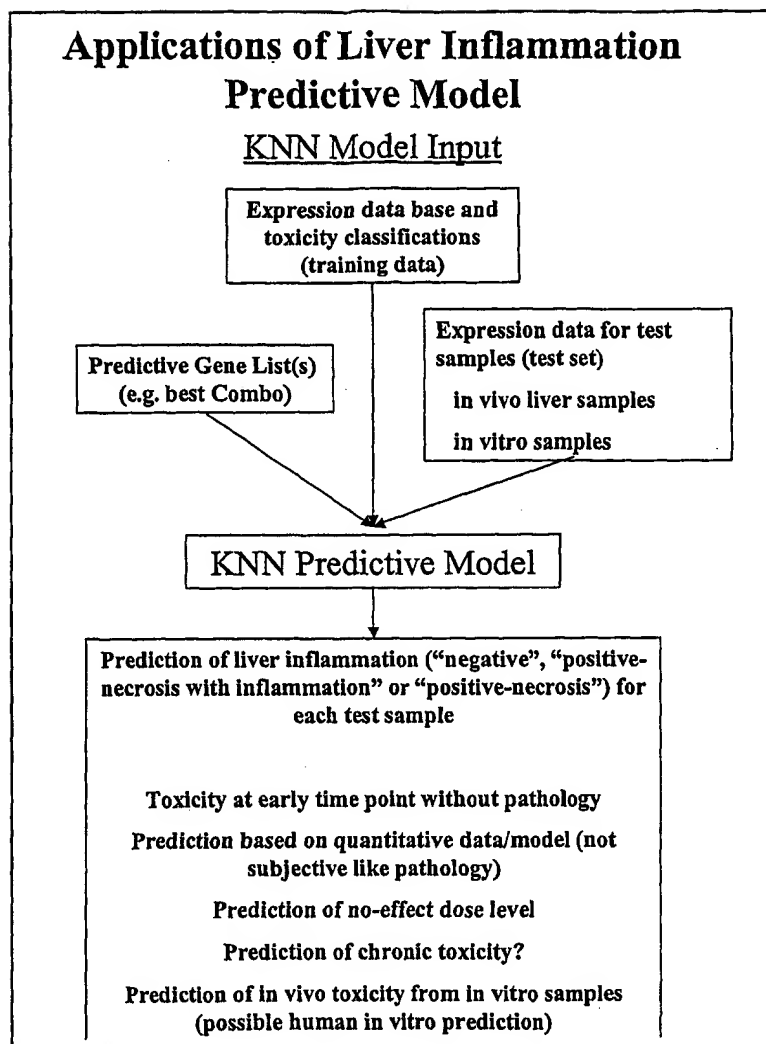 Applications of Liver Inflammation
Predictive Model
KNN Model Input
Expression data base and
toxicity classifications
(training data)
Predictive Gene List(s)
(e.g. best Combo)
Expression data for test
samples (test set)
in vivo liver samples
in vitro samples
KNN Predictive Model
Prediction of liver inflammation (“negative”, “positive-
necrosis with inflammation” or “positive-necrosis”) for
each test sample
Toxicity at early time point without pathology
Prediction based on quantitative data/model (not
subjective like pathology)
Prediction of no-effect dose level
Prediction of chronic toxicity?
Prediction of in vivo toxicity from in vitro samples
(possible human in vitro prediction)